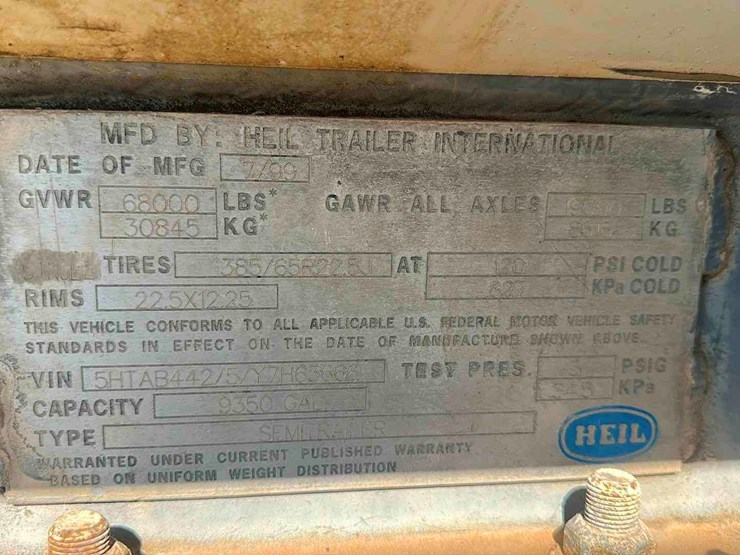 MFD BY: HEIL TRAILER INTERNATIONAL
DATE OF MFG 7/99
GVWR 68000 LBS* GAWR ALL AXLES LBS
30845 KG* KG
TIRES 385/65R22.5J AT 120 PSI COLD
RIMS 22.5X12.25 827 KPa COLD
THIS VEHICLE CONFORMS TO ALL APPLICABLE U.S. FEDERAL MOTOR VEHICLE SAFETY
STANDARDS IN EFFECT ON THE DATE OF MANUFACTURE SHOWN ABOVE
VIN TEST PRES. PSIG
CAPACITY 9350 GAL KPa
TYPE SEMITRAILER HEIL
WARRANTED UNDER CURRENT PUBLISHED WARRANTY
BASED ON UNIFORM WEIGHT DISTRIBUTION